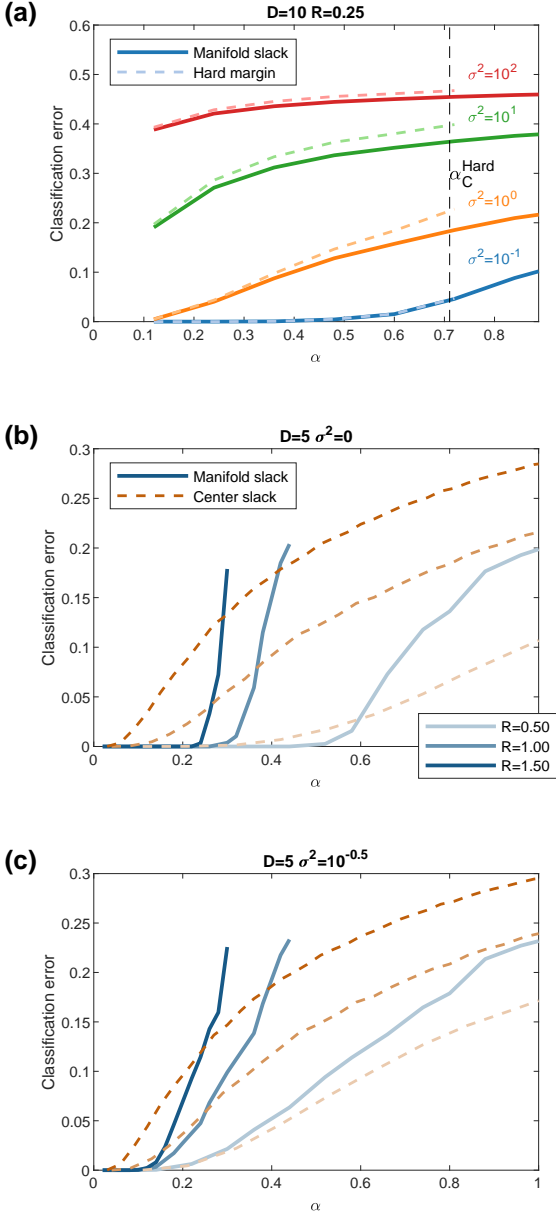 (a)
D=10 R=0.25
Manifold slack
Hard margin
σ²=10²
σ²=10¹
α_C^Hard
σ²=10⁰
σ²=10⁻¹
Classification error
0.6
0.5
0.4
0.3
0.2
0.1
0
0 0.1 0.2 0.3 0.4 0.5 0.6 0.7 0.8
α
(b)
D=5 σ²=0
Manifold slack
Center slack
Classification error
0.3
0.25
0.2
0.15
0.1
0.05
0
0 0.2 0.4 0.6
α
R=0.50
R=1.00
R=1.50
(c)
D=5 σ²=10⁻⁰·⁵
Classification error
0.3
0.25
0.2
0.15
0.1
0.05
0
0 0.2 0.4 0.6 0.8 1
α